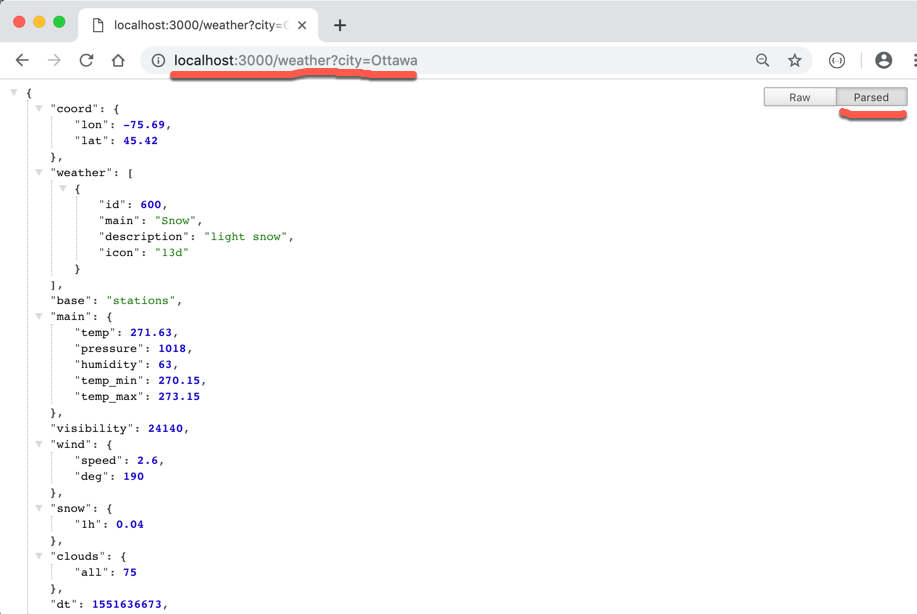 localhost:3000/weather?city=
localhost:3000/weather?city=Ottawa
Raw
Parsed
{
"coord": {
"lon": -75.69,
"lat": 45.42
},
"weather": [
{
"id": 600,
"main": "Snow",
"description": "light snow",
"icon": "13d"
}
],
"base": "stations",
"main": {
"temp": 271.63,
"pressure": 1018,
"humidity": 63,
"temp_min": 270.15,
"temp_max": 273.15
},
"visibility": 24140,
"wind": {
"speed": 2.6,
"deg": 190
},
"snow": {
"1h": 0.04
},
"clouds": {
"all": 75
},
"dt": 1551636673,